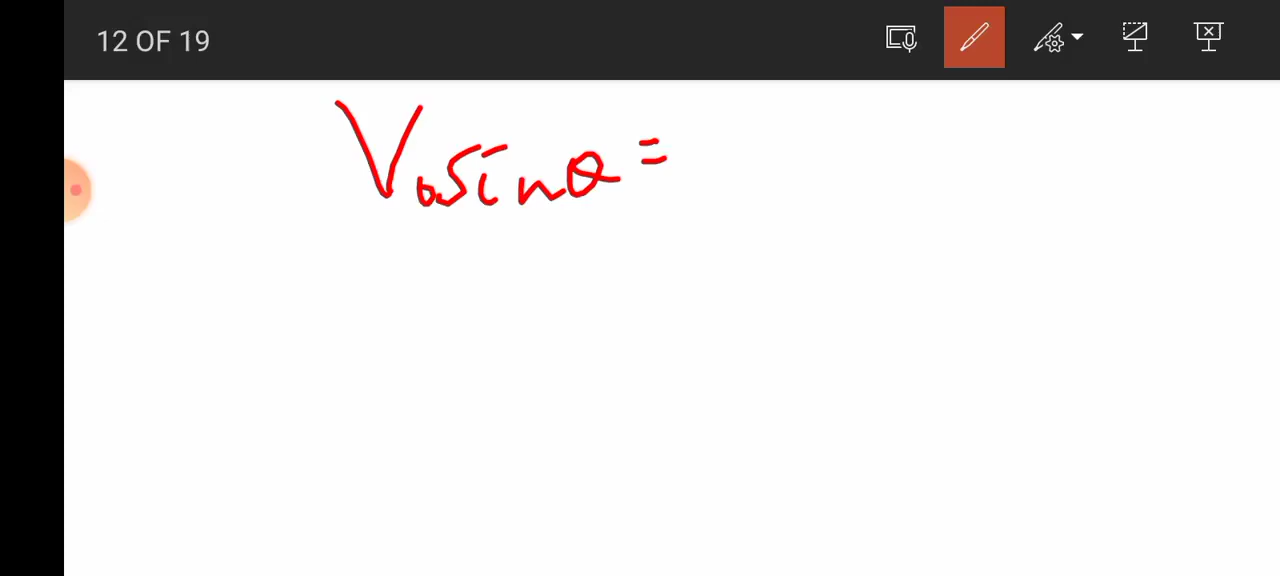 12 OF 19
V₀sinθ =